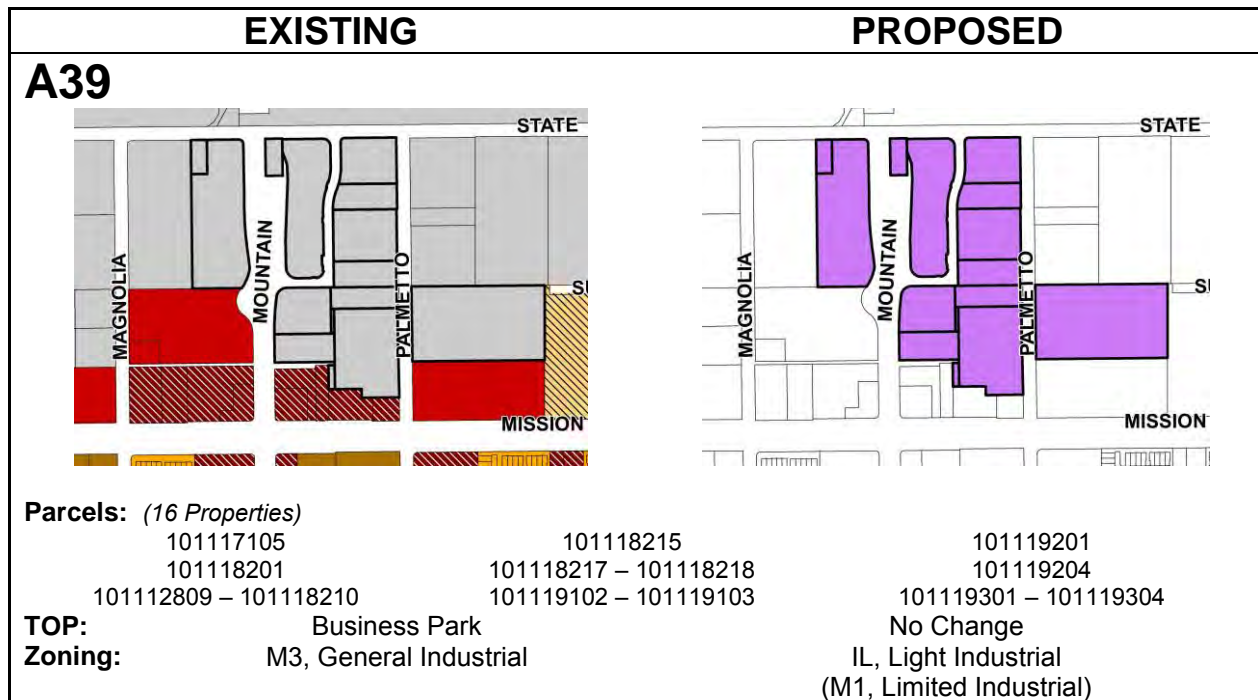 EXISTING PROPOSED
A39
STATE
MAGNOLIA
MOUNTAIN
PALMETTO
MISSION
STATE
MAGNOLIA
MOUNTAIN
PALMETTO
MISSION
Parcels: (16 Properties)
101117105 101118215 101119201
101118201 101118217 – 101118218 101119204
101112809 – 101118210 101119102 – 101119103 101119301 – 101119304
TOP: Business Park No Change
Zoning: M3, General Industrial IL, Light Industrial
(M1, Limited Industrial)